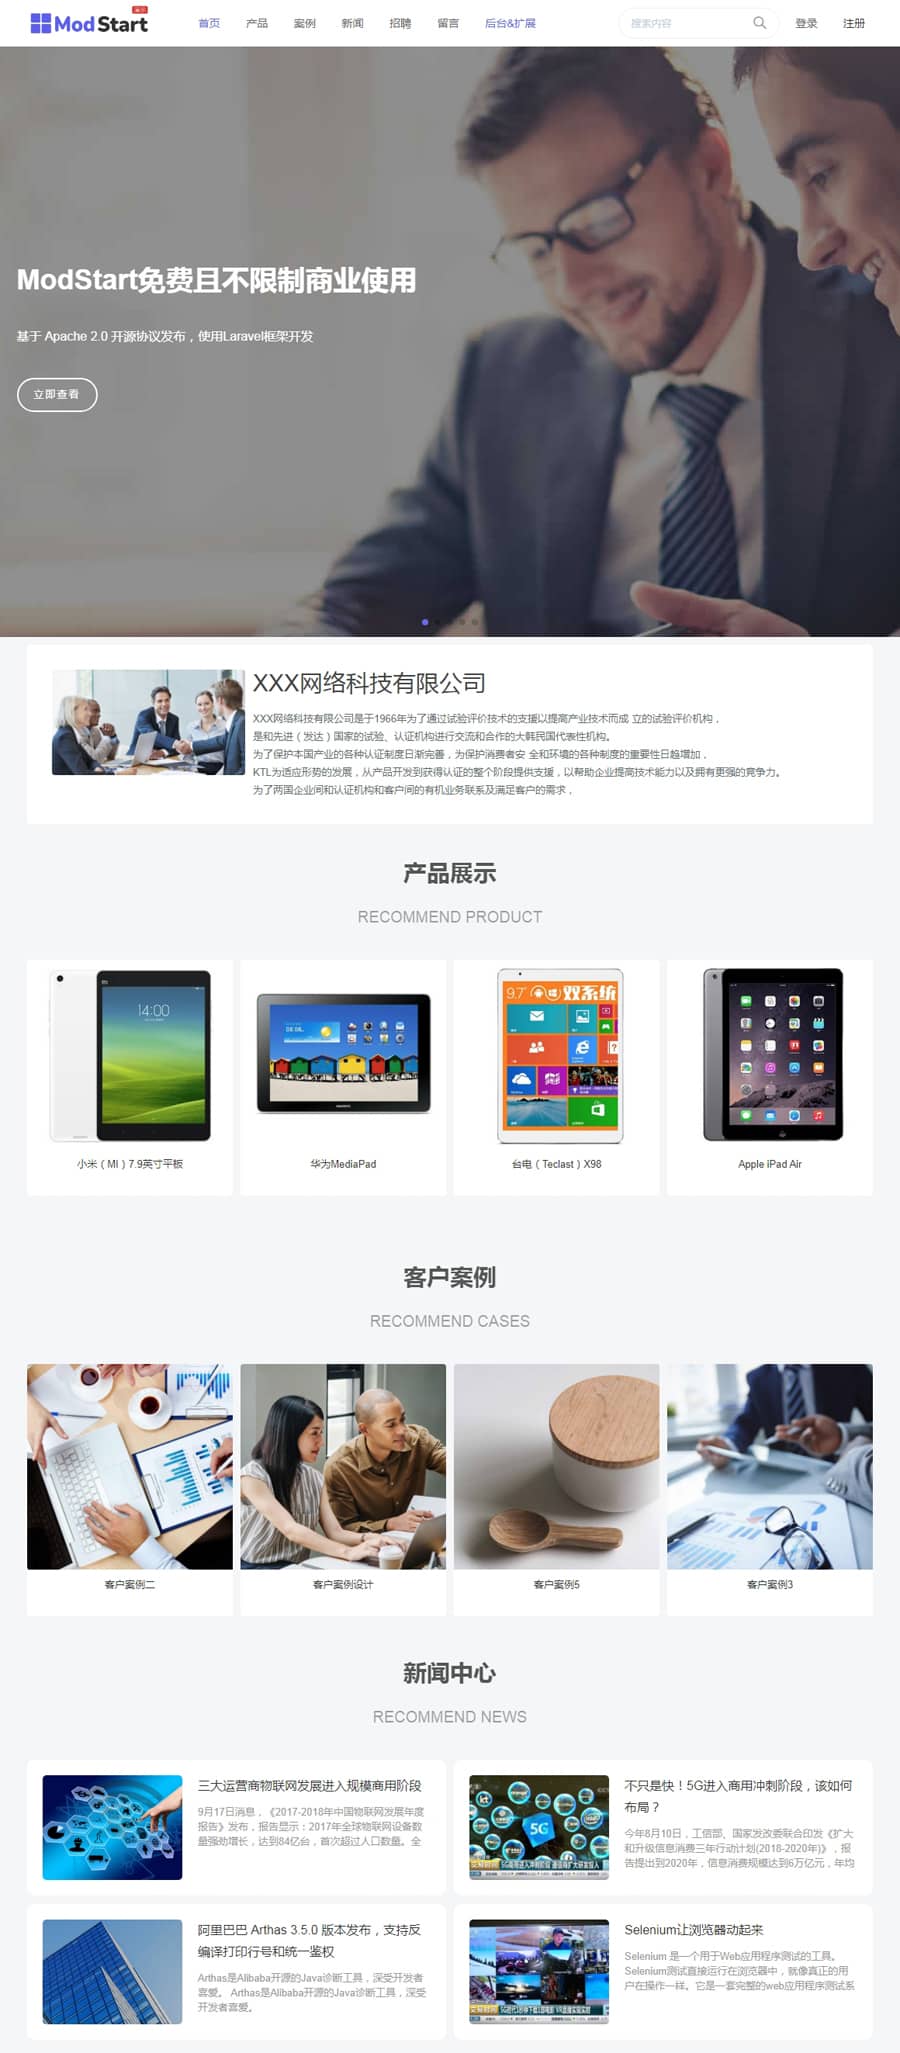 ModStart
首页 产品 案例 新闻 招聘 留言 后台&扩展 搜索内容 登录 注册
ModStart免费且不限制商业使用
基于 Apache 2.0 开源协议发布，使用Laravel框架开发
立即查看
XXX网络科技有限公司
XXX网络科技有限公司是于1966年为了通过试验评价技术的支援以提高产业技术而成 立的试验评价机构，
是和先进（发达）国家的试验、认证机构进行交流和合作的大韩民国代表性机构。
为了保护本国产业的各种认证制度日渐完善，为保护消费者安 全和环境的各种制度的重要性日趋增加，
KTL为适应形势的发展，从产品开发到获得认证的整个阶段提供支援，以帮助企业提高技术能力以及拥有更强的竞争力。
为了两国企业间和认证机构和客户间的有机业务联系及满足客户的需求，
产品展示
RECOMMEND PRODUCT
14:00
9.7" 双系统
小米（MI）7.9英寸平板
华为MediaPad
台电（Teclast）X98
Apple iPad Air
客户案例
RECOMMEND CASES
客户案例二
客户案例设计
客户案例5
客户案例3
新闻中心
RECOMMEND NEWS
三大运营商物联网发展进入规模商用阶段
9月17日消息，《2017-2018年中国物联网发展年度
报告》发布，报告显示：2017年全球物联网设备数
量强劲增长，达到84亿台，首次超过人口数量。全
5G
不只是快！5G进入商用冲刺阶段，该如何
布局？
今年8月10日，工信部、国家发改委联合印发《扩大
和升级信息消费三年行动计划(2018-2020年)》，报
告提出到2020年，信息消费规模达到6万亿元，年均
阿里巴巴 Arthas 3.5.0 版本发布，支持反
编译打印行号和统一鉴权
Arthas是Alibaba开源的Java诊断工具，深受开发者
喜爱。 Arthas是Alibaba开源的Java诊断工具，深受
开发者喜爱。
Selenium让浏览器动起来
Selenium 是一个用于Web应用程序测试的工具。
Selenium测试直接运行在浏览器中，就像真正的用
户在操作一样。它是一套完整的web应用程序测试系